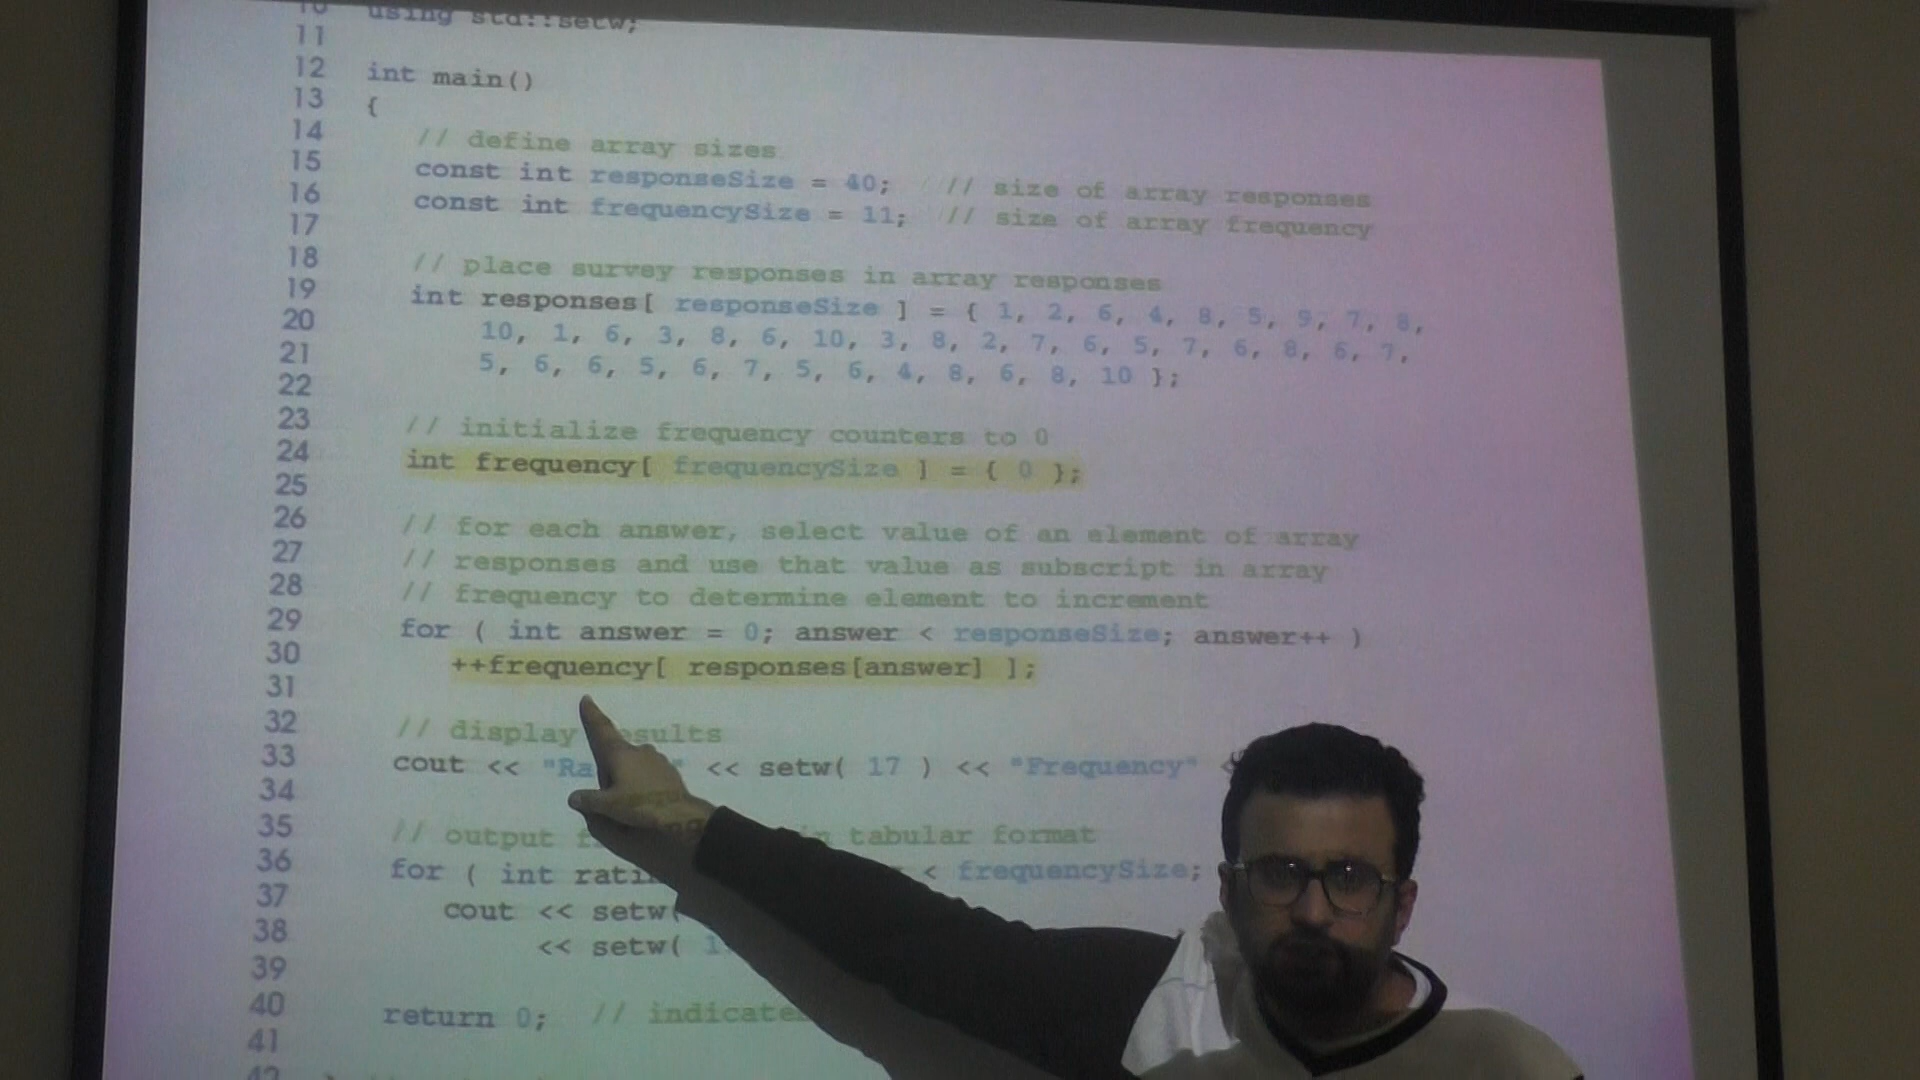 10 using std::setw;
11
12 int main()
13 {
14 // define array sizes
15 const int responseSize = 40; // size of array responses
16 const int frequencySize = 11; // size of array frequency
17
18 // place survey responses in array responses
19 int responses[ responseSize ] = { 1, 2, 6, 4, 8, 5, 9, 7, 8,
20 10, 1, 6, 3, 8, 6, 10, 3, 8, 2, 7, 6, 5, 7, 6, 8, 6, 7,
21 5, 6, 6, 5, 6, 7, 5, 6, 4, 8, 6, 8, 10 };
22
23 // initialize frequency counters to 0
24 int frequency[ frequencySize ] = { 0 };
25
26 // for each answer, select value of an element of array
27 // responses and use that value as subscript in array
28 // frequency to determine element to increment
29 for ( int answer = 0; answer < responseSize; answer++ )
30 ++frequency[ responses[answer] ];
31
32 // display
33 cout << << setw( 17 ) << "Frequency"
34
35 // output tabular format
36 for ( int < frequencySize;
37 cout << setw(
38 << setw(
39
40 return 0; //
41
42